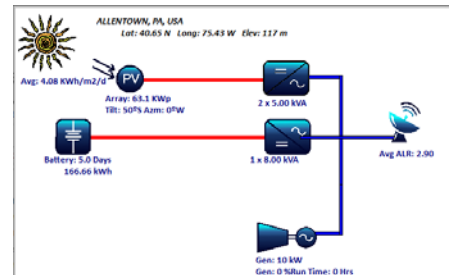 ALLENTOWN, PA, USA
Lat: 40.65 N Long: 75.43 W Elev: 117 m
Avg: 4.08 KWh/m2/d
PV
Array: 63.1 KWp
Tilt: 50ºS Azm: 0ºW
2 x 5.00 kVA
Battery: 5.0 Days
166.66 kWh
1 x 8.00 kVA
Avg ALR: 2.90
Gen: 10 kW
Gen: 0 %Run Time: 0 Hrs